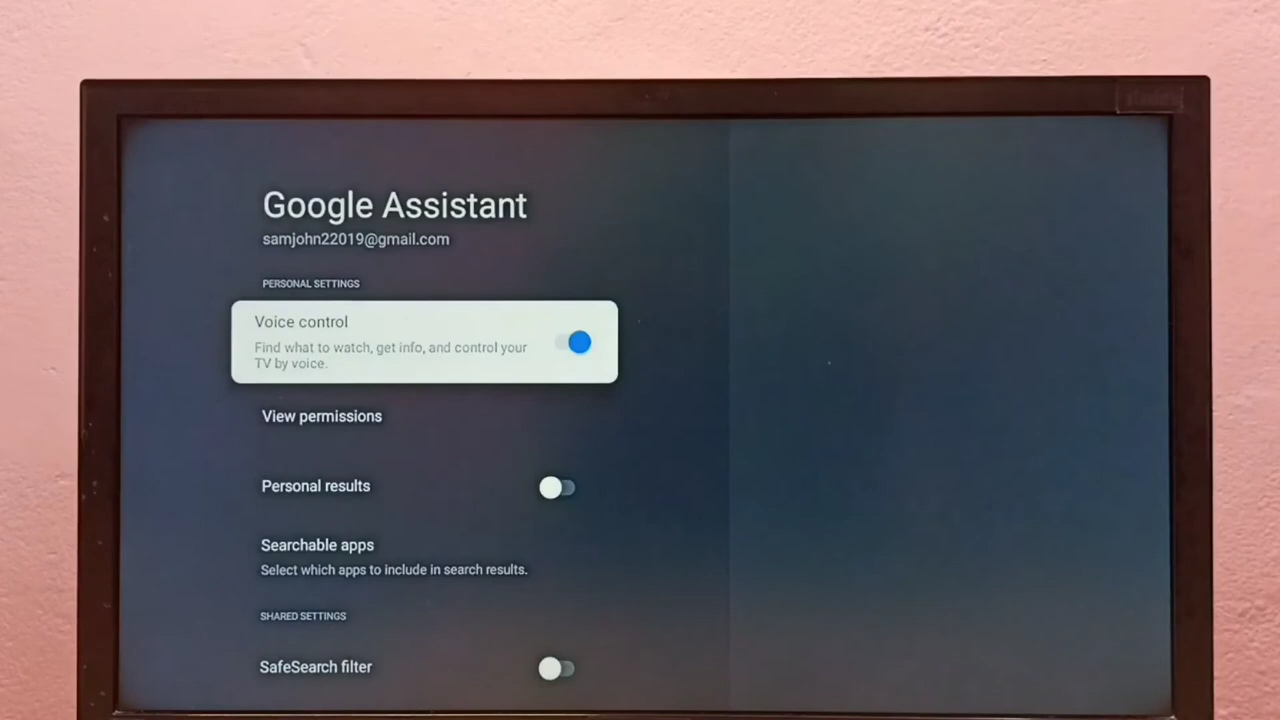 Google Assistant
samjohn22019@gmail.com
PERSONAL SETTINGS
Voice control
Find what to watch, get info, and control your
TV by voice.
View permissions
Personal results
Searchable apps
Select which apps to include in search results.
SHARED SETTINGS
SafeSearch filter